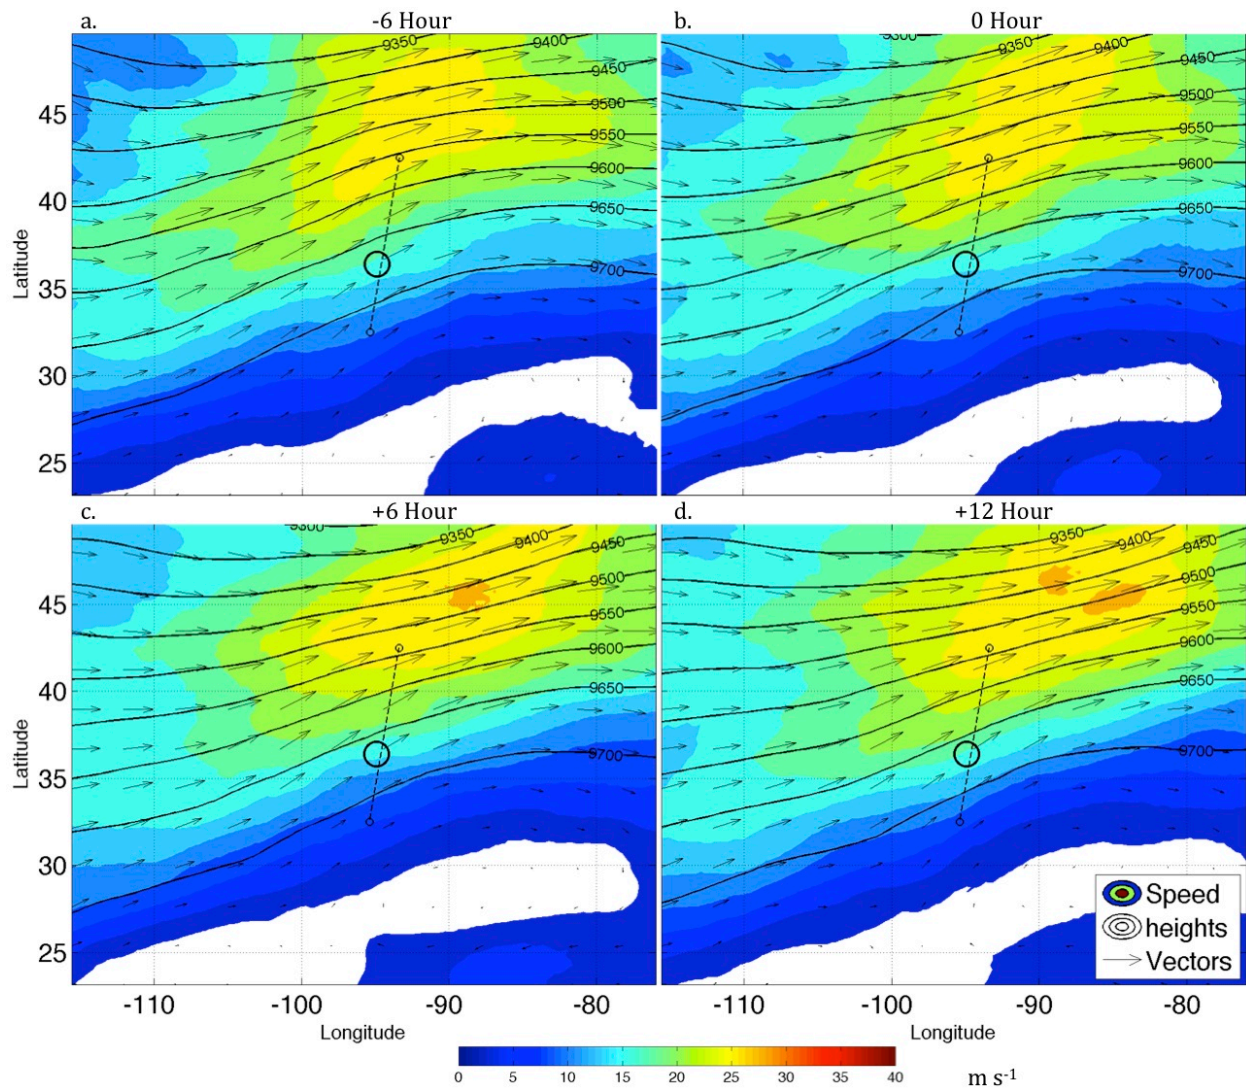 a. -6 Hour
b. 0 Hour
9350 9400 9450 9500 9550 9600 9650 9700
9300 9350 9400 9450 9500 9550 9600 9650 9700
Latitude
45
40
35
30
25
c. +6 Hour
d. +12 Hour
9300 9350 9400 9450 9500 9550 9600 9650 9700
9350 9400 9450 9500 9550 9600 9650 9700
Latitude
45
40
35
30
25
Speed
heights
Vectors
-110 -100 -90 -80
-110 -100 -90 -80
Longitude
Longitude
0 5 10 15 20 25 30 35 40
m s-1